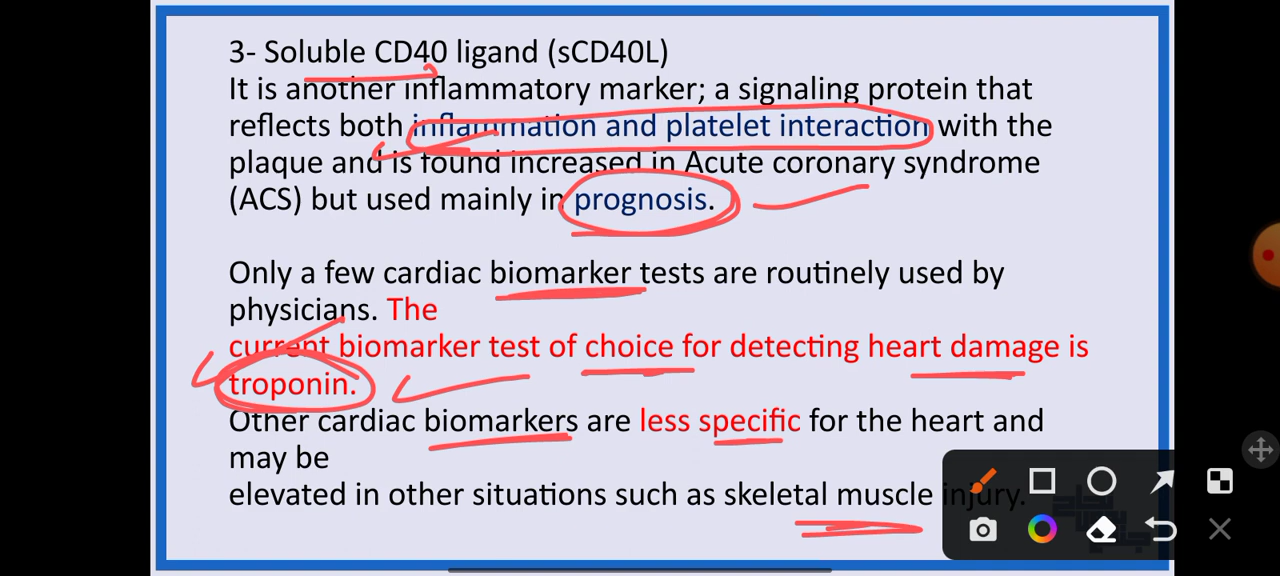 3- Soluble CD40 ligand (sCD40L)
It is another inflammatory marker; a signaling protein that
reflects both inflammation and platelet interaction with the
plaque and is found increased in Acute coronary syndrome
(ACS) but used mainly in prognosis.
Only a few cardiac biomarker tests are routinely used by
physicians. The
current biomarker test of choice for detecting heart damage is
troponin.
Other cardiac biomarkers are less specific for the heart and
may be
elevated in other situations such as skeletal muscle injury.